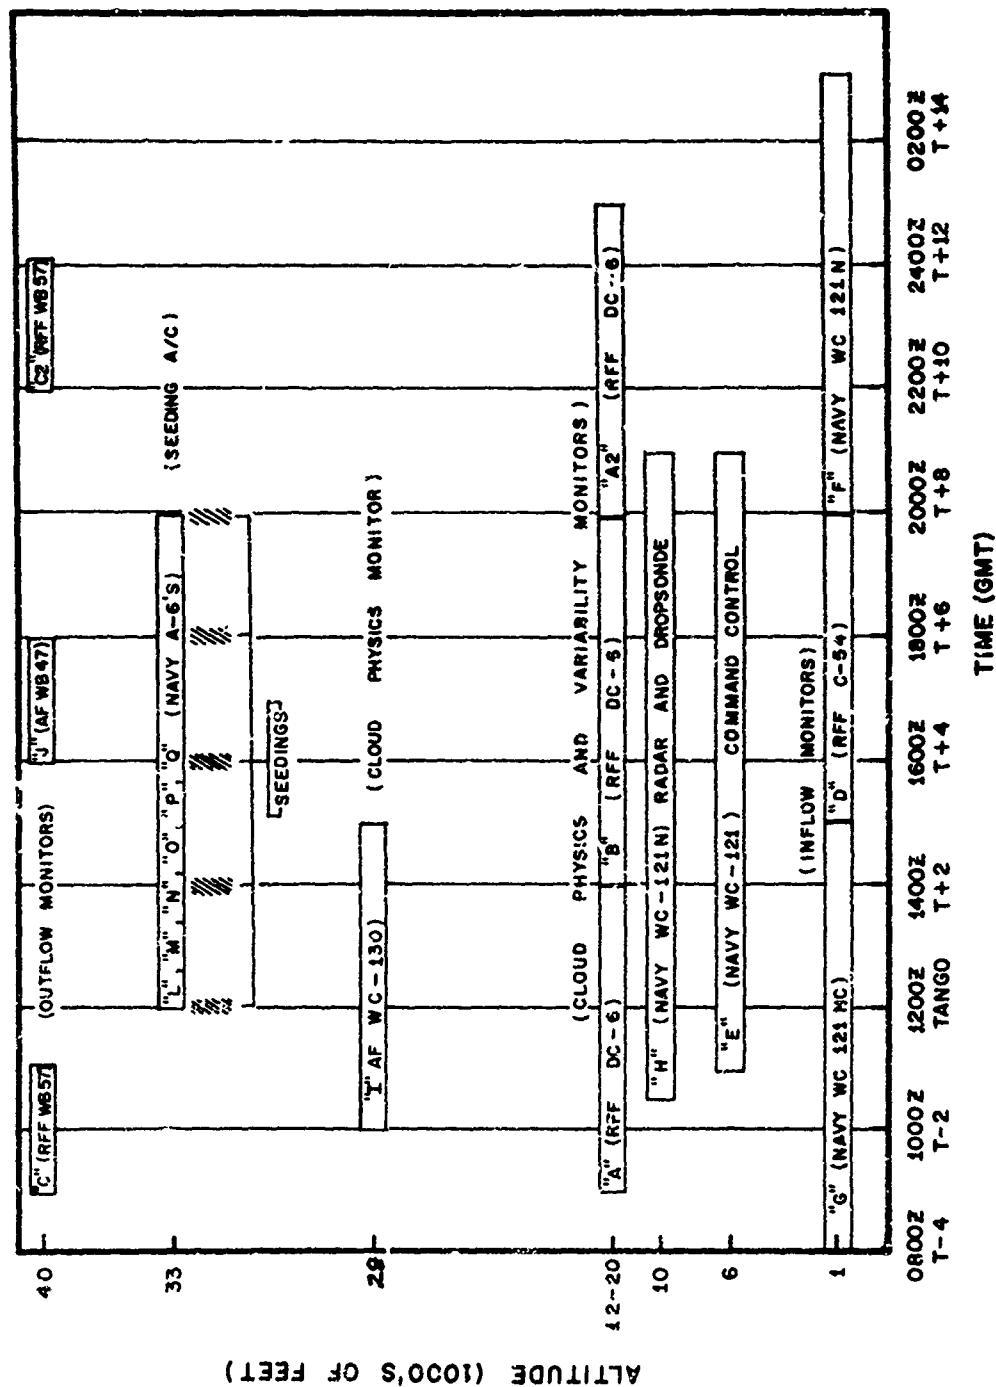 ALTITUDE (1000'S OF FEET)
40
33
28
12-20
10
6
1
"C" (RFF WB57)
(OUTFLOW MONITORS)
"J" (AF WB47)
"C2" (RFF WB57)
"L", "M", "N", "O", "P", "Q" (NAVY A-6'S)
(SEEDING A/C)
[SEEDINGS]
"I" AF WC-130)
(CLOUD PHYSICS MONITOR)
(CLOUD PHYSICS AND VARIABILITY MONITORS)
"A" (RFF DC-6)
"B" (RFF DC-6)
"A2" (RFF DC-6)
"H" (NAVY WC-121N) RADAR AND DROPSONDE
"E" (NAVY WC-121) COMMAND CONTROL
(INFLOW MONITORS)
"G" (NAVY WC 121 MC)
"D" (RFF C-54)
"F" (NAVY WC 121N)
0800Z 1000Z 1200Z 1400Z 1600Z 1800Z 2000Z 2200Z 2400Z 0200Z
T-4 T-2 TANGO T+2 T+4 T+6 T+8 T+10 T+12 T+14
TIME (GMT)